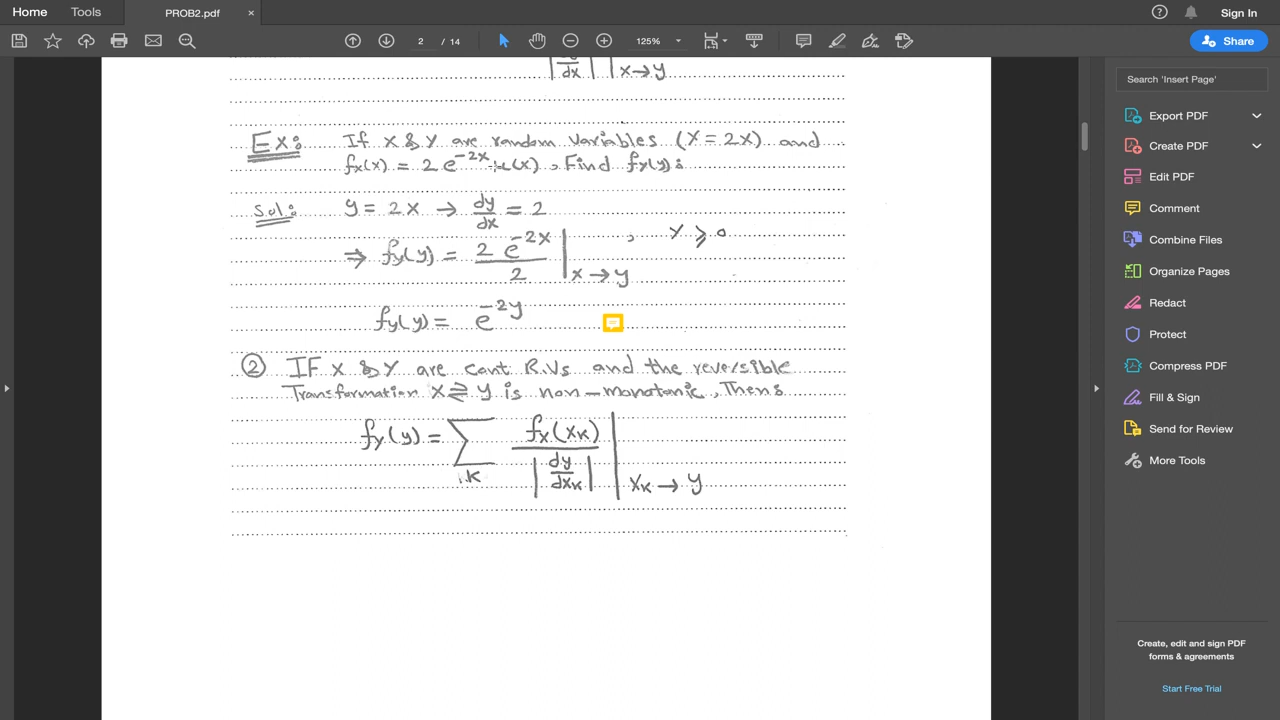 Home
Tools
PROB2.pdf
×
Sign In
2 / 14
125%
Share
|dy/dx| | x→y
Ex: If X & Y are random variables (Y = 2X) and
fx(x) = 2 e^-2x u(x), Find fy(y):
Sol: y = 2x → dy/dx = 2
⇒ fy(y) = 2 e^-2x / 2 | x→y , y ≥ 0
fy(y) = e^-2y
② IF X & Y are cont R.Vs and the reversible
Transformation X ⇄ Y is non-monotonic, Then:
fy(y) = Σ k fx(xk) / |dy/dxk| | xk → y
Search 'Insert Page'
Export PDF
Create PDF
Edit PDF
Comment
Combine Files
Organize Pages
Redact
Protect
Compress PDF
Fill & Sign
Send for Review
More Tools
Create, edit and sign PDF
forms & agreements
Start Free Trial